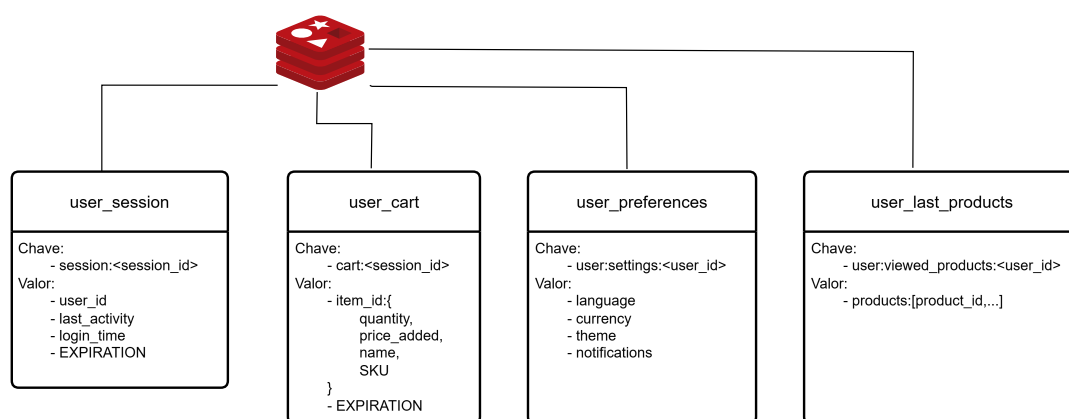 user_session
Chave:
- session:<session_id>
Valor:
- user_id
- last_activity
- login_time
- EXPIRATION
user_cart
Chave:
- cart:<session_id>
Valor:
- item_id:{
quantity,
price_added,
name,
SKU
}
- EXPIRATION
user_preferences
Chave:
- user:settings:<user_id>
Valor:
- language
- currency
- theme
- notifications
user_last_products
Chave:
- user:viewed_products:<user_id>
Valor:
- products:[product_id,...]